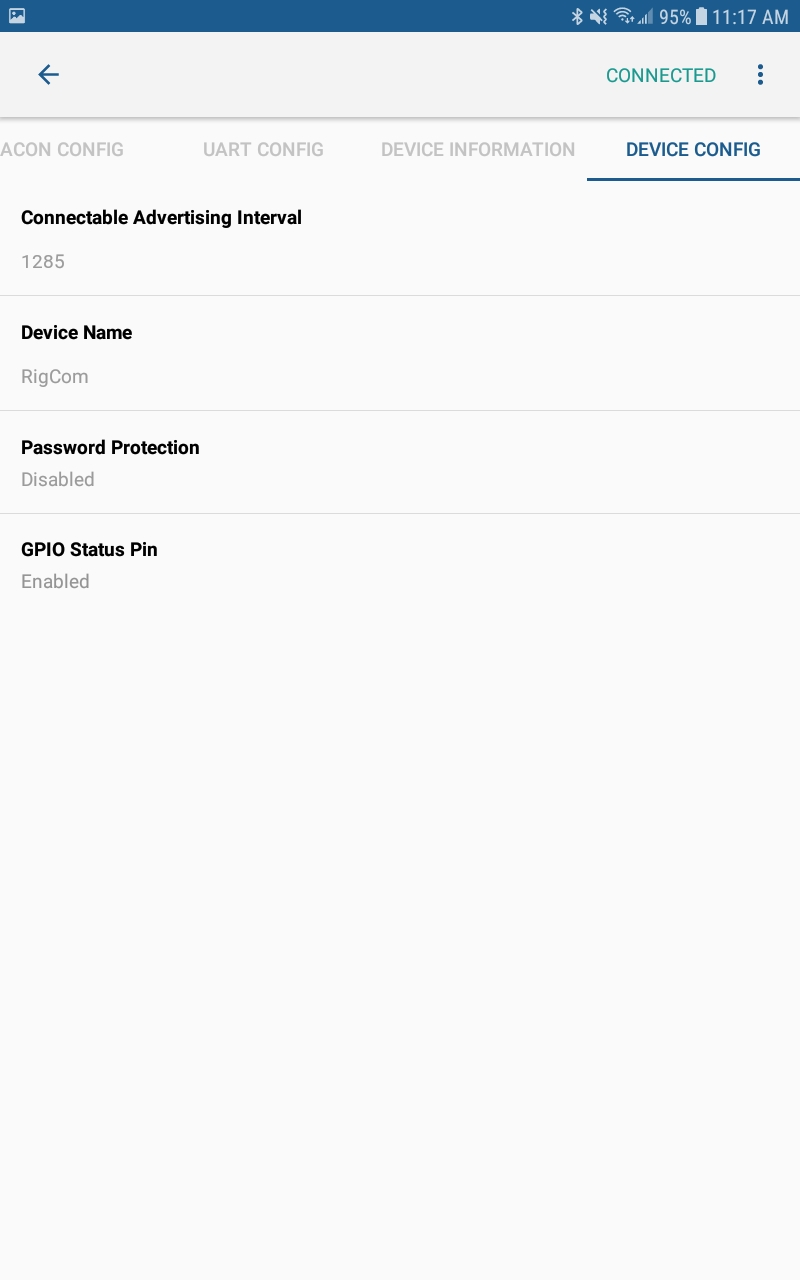 95% 11:17 AM
CONNECTED
ACON CONFIG UART CONFIG DEVICE INFORMATION DEVICE CONFIG
Connectable Advertising Interval
1285
Device Name
RigCom
Password Protection
Disabled
GPIO Status Pin
Enabled